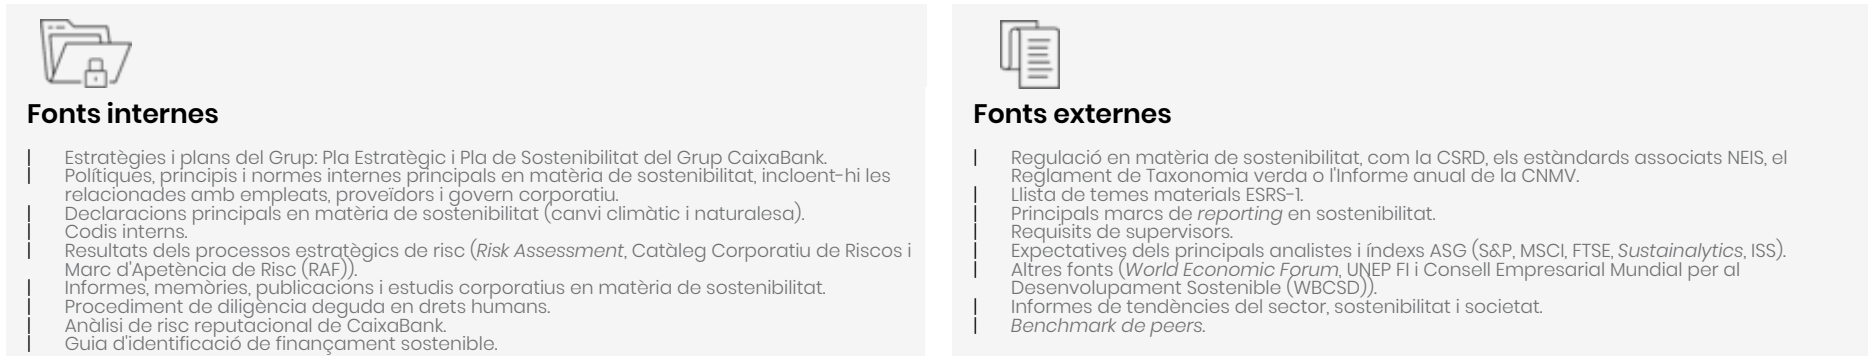 Fonts internes
| Estratègies i plans del Grup: Pla Estratègic i Pla de Sostenibilitat del Grup CaixaBank.
| Polítiques, principis i normes internes principals en matèria de sostenibilitat, incloent-hi les
relacionades amb empleats, proveïdors i govern corporatiu.
| Declaracions principals en matèria de sostenibilitat (canvi climàtic i naturalesa).
| Codis interns.
| Resultats dels processos estratègics de risc (Risk Assessment, Catàleg Corporatiu de Riscos i
Marc d'Apetència de Risc (RAF)).
| Informes, memòries, publicacions i estudis corporatius en matèria de sostenibilitat.
| Procediment de diligència deguda en drets humans.
| Anàlisi de risc reputacional de CaixaBank.
| Guia d'identificació de finançament sostenible.
Fonts externes
| Regulació en matèria de sostenibilitat, com la CSRD, els estàndards associats NEIS, el
Reglament de Taxonomia verda o l'Informe anual de la CNMV.
| Llista de temes materials ESRS-1.
| Principals marcs de reporting en sostenibilitat.
| Requisits de supervisors.
| Expectatives dels principals analistes i índexs ASG (S&P, MSCI, FTSE, Sustainalytics, ISS).
| Altres fonts (World Economic Forum, UNEP FI i Consell Empresarial Mundial per al
Desenvolupament Sostenible (WBCSD)).
| Informes de tendències del sector, sostenibilitat i societat.
| Benchmark de peers.